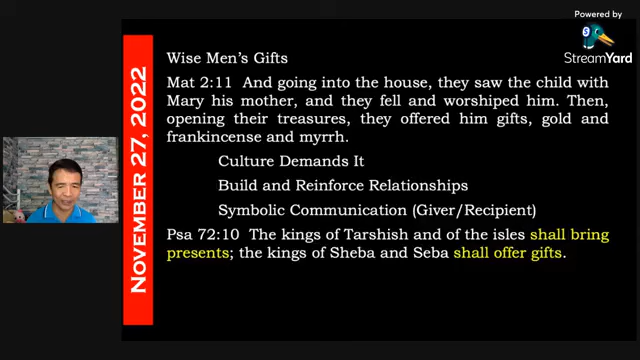 Powered by
StreamYard
NOVEMBER 27, 2022
Wise Men's Gifts
Mat 2:11 And going into the house, they saw the child with
Mary his mother, and they fell and worshiped him. Then,
opening their treasures, they offered him gifts, gold and
frankincense and myrrh.
Culture Demands It
Build and Reinforce Relationships
Symbolic Communication (Giver/Recipient)
Psa 72:10 The kings of Tarshish and of the isles shall bring
presents; the kings of Sheba and Seba shall offer gifts.